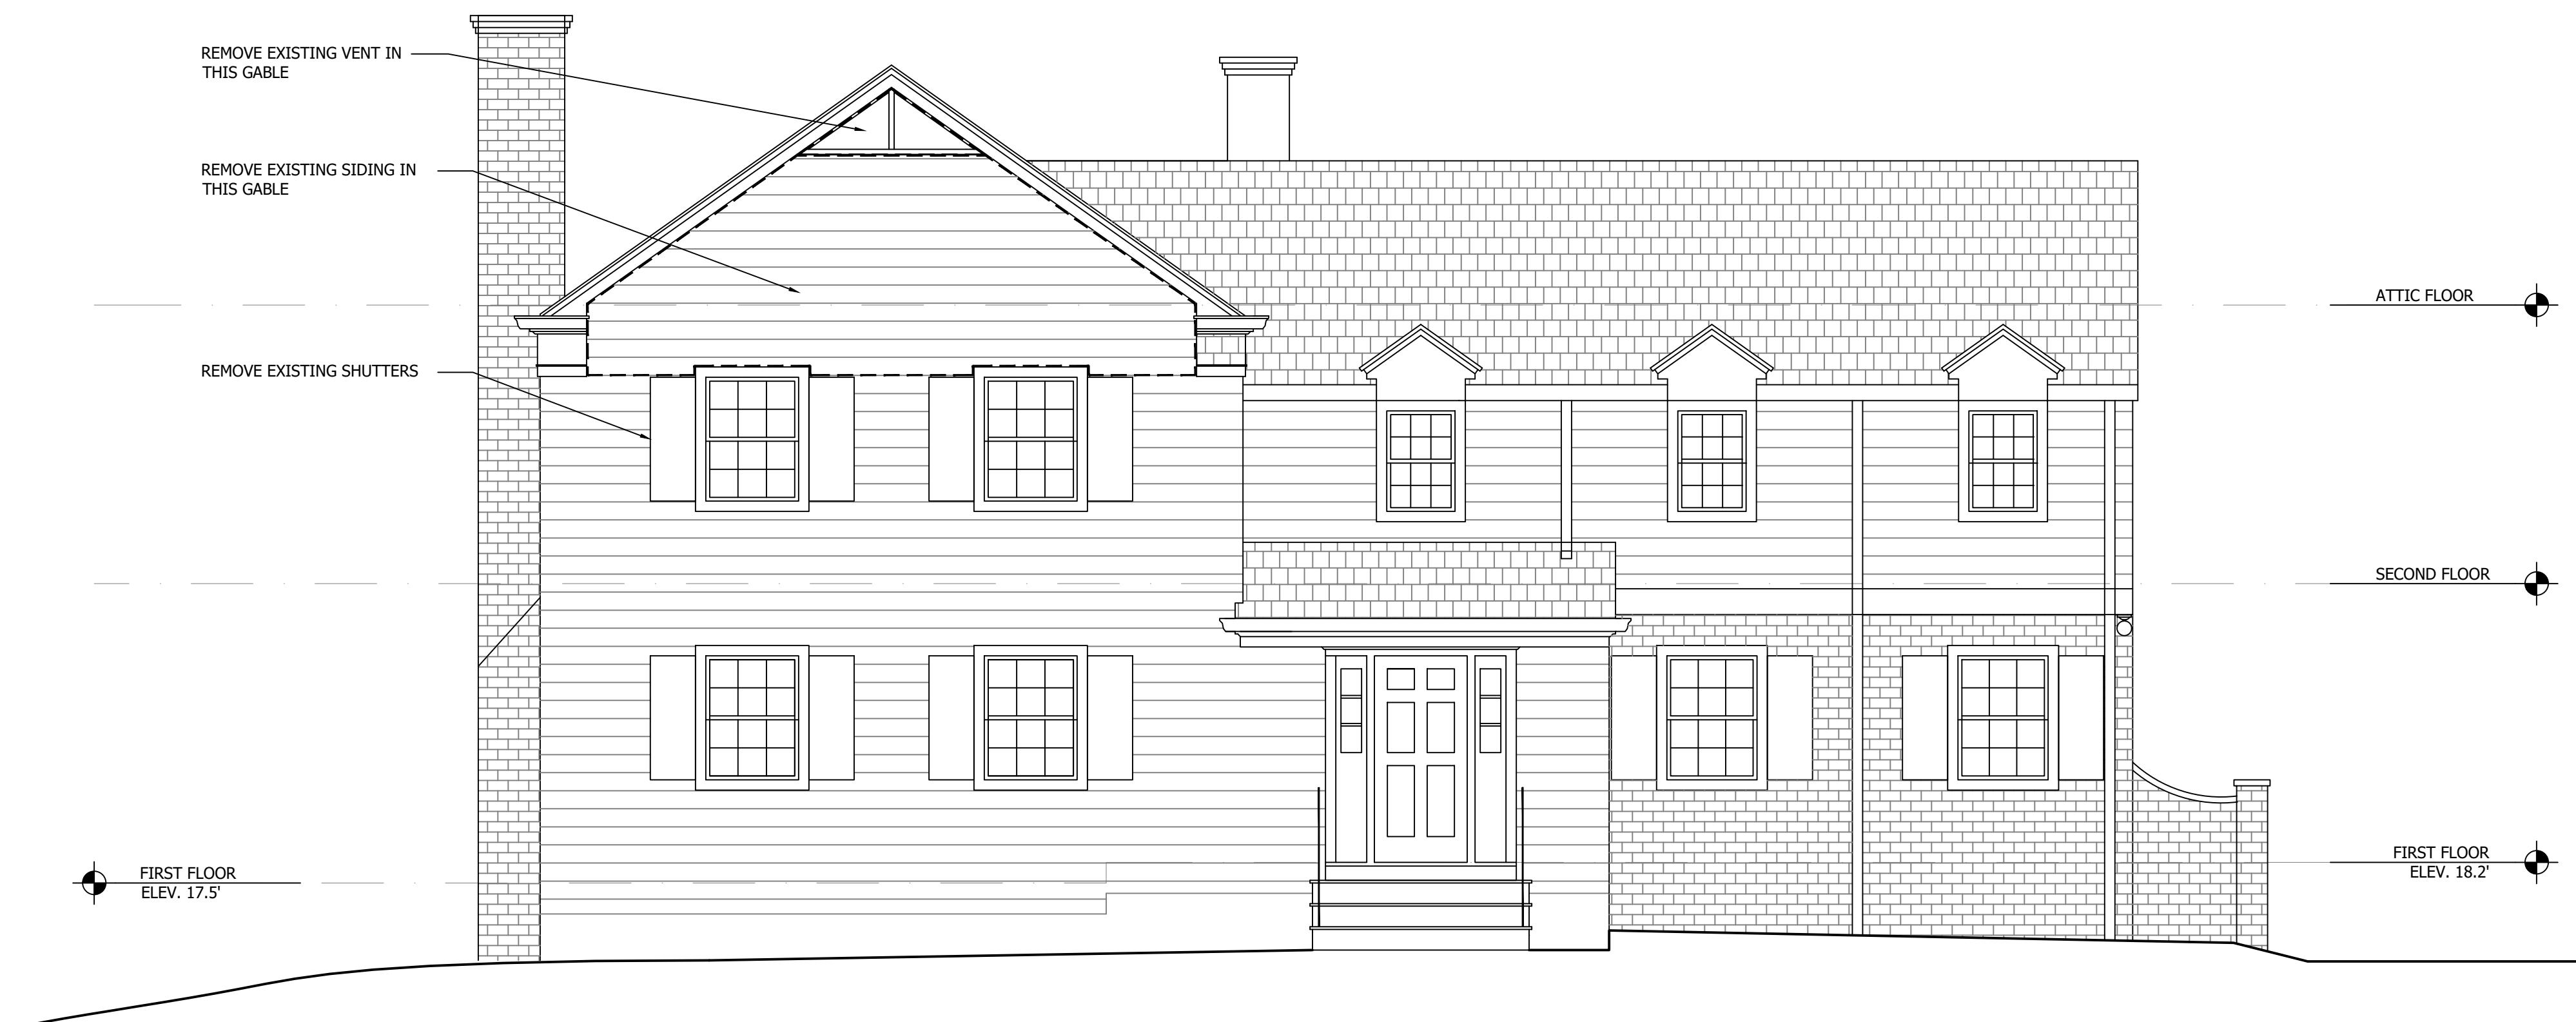 REMOVE EXISTING VENT IN
THIS GABLE
REMOVE EXISTING SIDING IN
THIS GABLE
ATTIC FLOOR
REMOVE EXISTING SHUTTERS
SECOND FLOOR
FIRST FLOOR
ELEV. 18.2'
FIRST FLOOR
ELEV. 17.5'